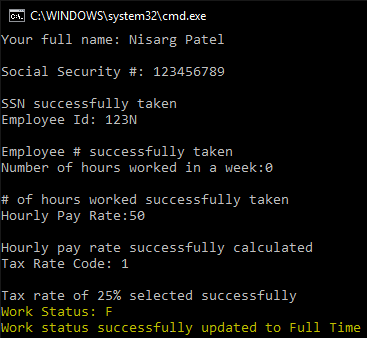 C:\WINDOWS\system32\cmd.exe
Your full name: Nisarg Patel
Social Security #: 123456789
SSN successfully taken
Employee Id: 123N
Employee # successfully taken
Number of hours worked in a week:0
# of hours worked successfully taken
Hourly Pay Rate:50
Hourly pay rate successfully calculated
Tax Rate Code: 1
Tax rate of 25% selected successfully
Work Status: F
Work status successfully updated to Full Time